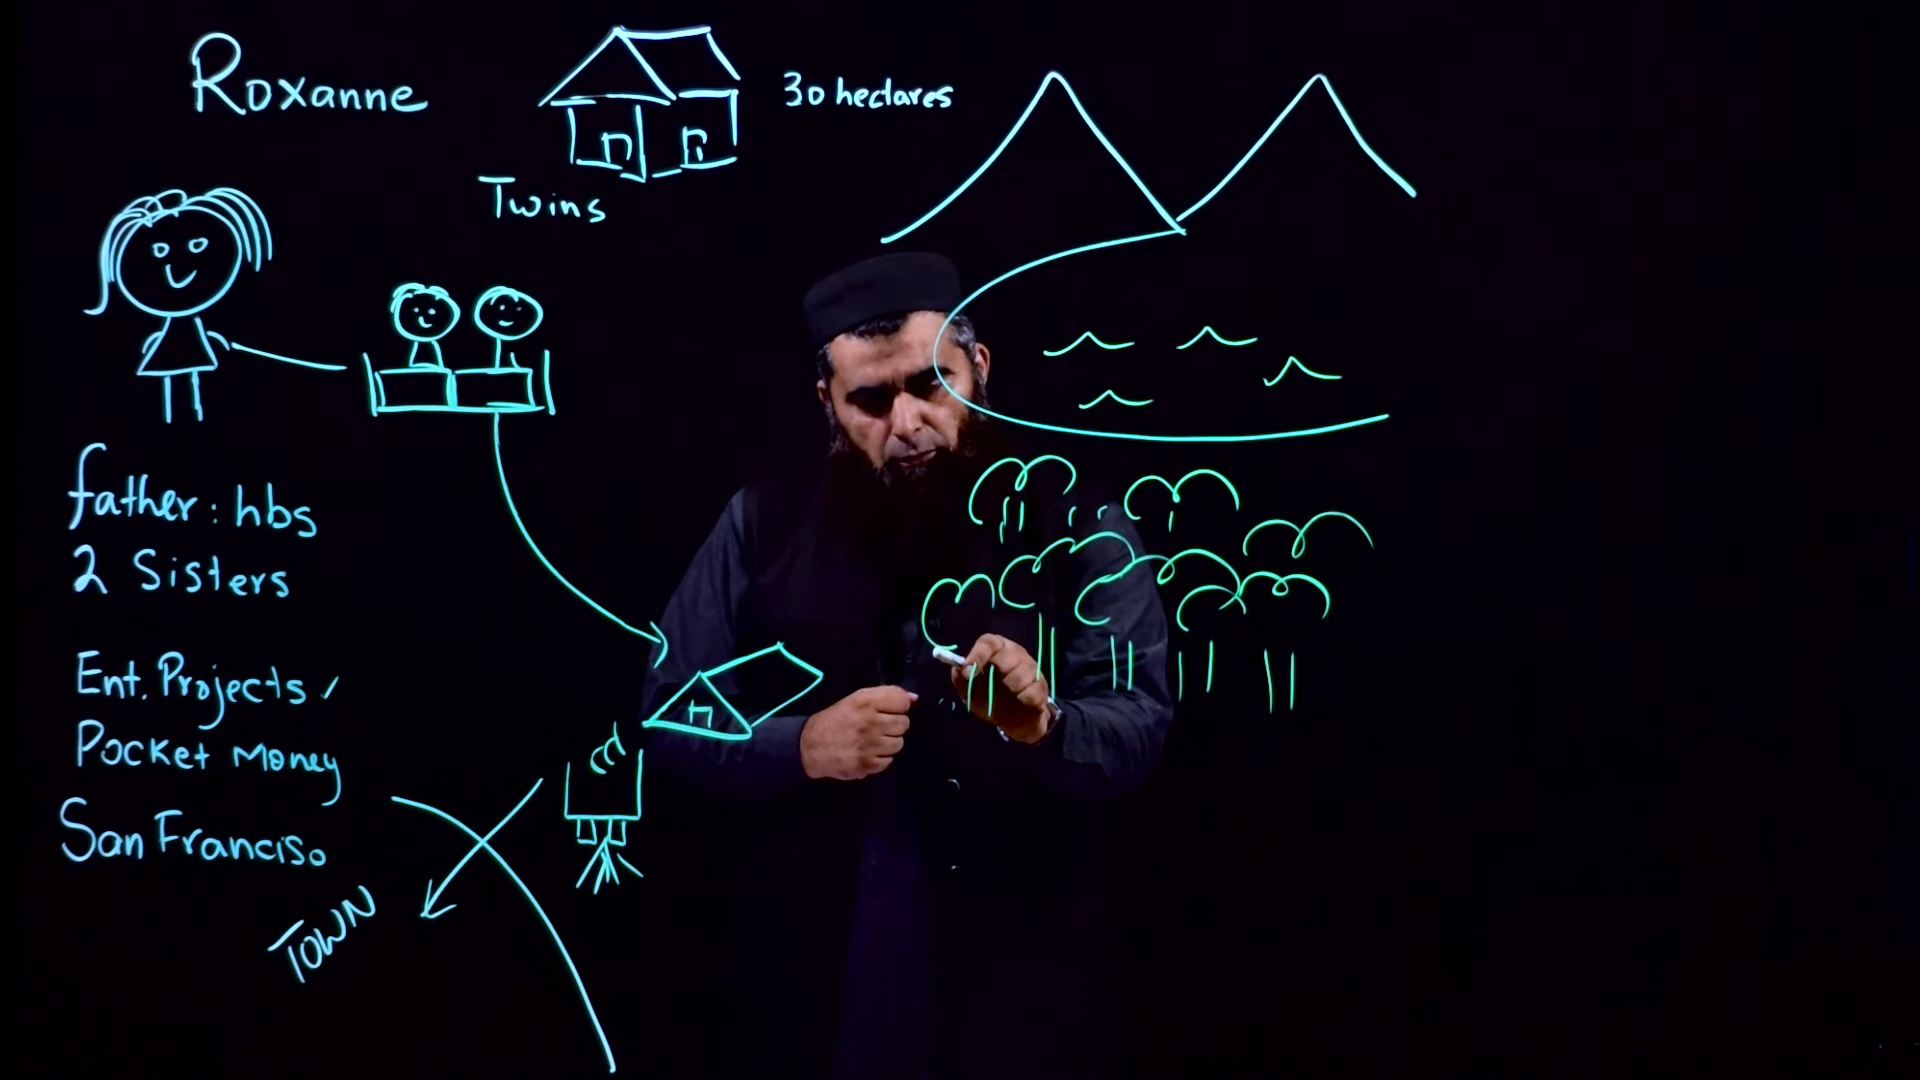 Roxanne
30 hectares
Twins
father: hbs
2 Sisters
Ent. Projects ✓
Pocket Money
San Franciso
TOWN